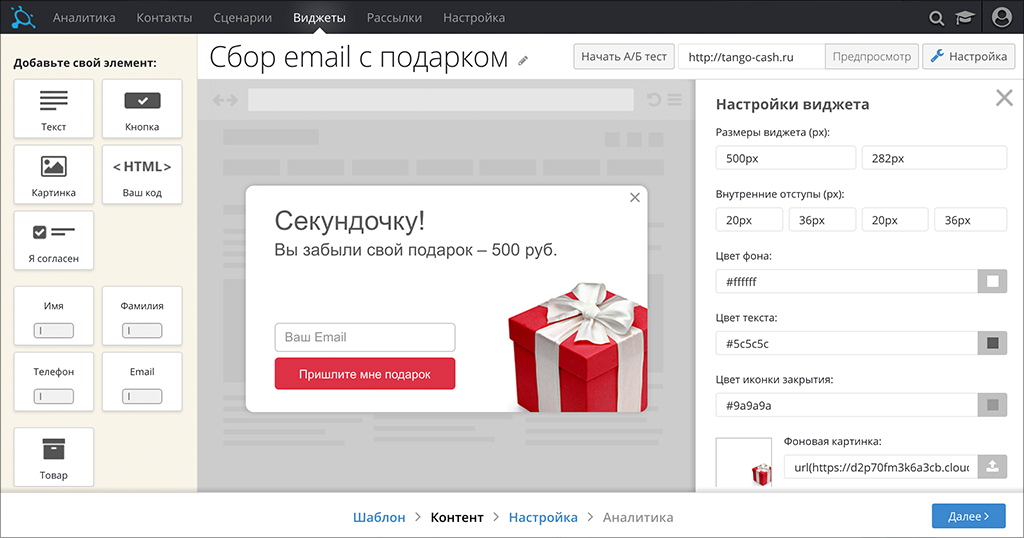 Аналитика Контакты Сценарии Виджеты Рассылки Настройка
Сбор email с подарком
Начать А/Б тест
http://tango-cash.ru
Предпросмотр
Настройка
Добавьте свой элемент:
Текст
Кнопка
Картинка
<HTML>
Ваш код
Я согласен
Имя
Фамилия
Телефон
Email
Товар
Секундочку!
Вы забыли свой подарок – 500 руб.
Ваш Email
Пришлите мне подарок
Настройки виджета
Размеры виджета (px):
500px 282px
Внутренние отступы (px):
20px 36px 20px 36px
Цвет фона:
#ffffff
Цвет текста:
#5c5c5c
Цвет иконки закрытия:
#9a9a9a
Фоновая картинка:
url(https://d2p70fm3k6a3cb.cloud
Шаблон > Контент > Настройка > Аналитика
Далее >